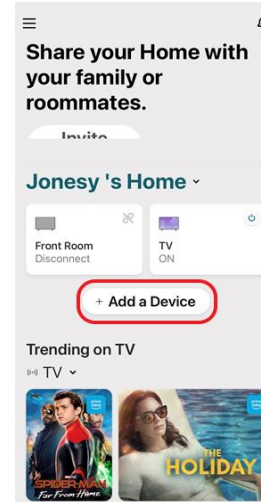 Share your Home with
your family or
roommates.
Invite
Jonesy 's Home
Front Room
Disconnect
TV
ON
+ Add a Device
Trending on TV
TV
SPIDER-MAN
Far From Home
THE
HOLIDAY